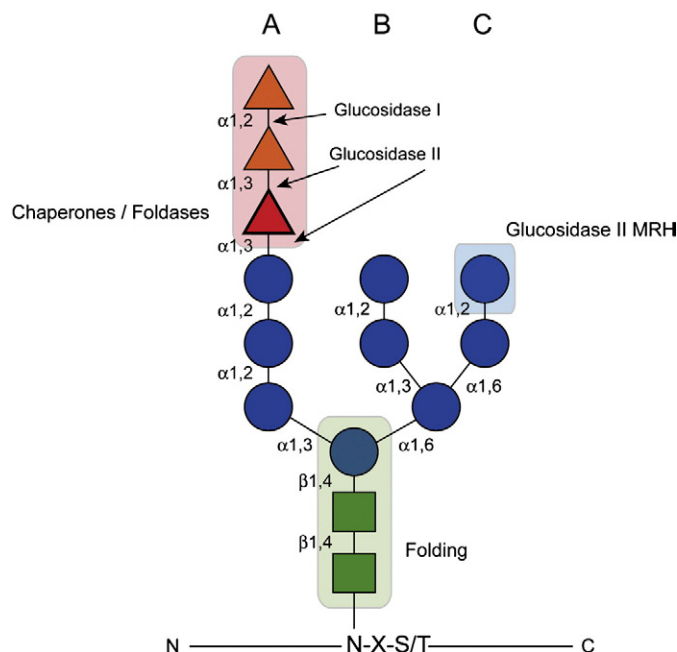 A B C
α1,2
Glucosidase I
α1,3
Glucosidase II
Chaperones / Foldases
α1,3
Glucosidase II MRH
α1,2 α1,2 α1,2
α1,2 α1,3 α1,6
α1,3 α1,6
β1,4
β1,4
Folding
N N-X-S/T C